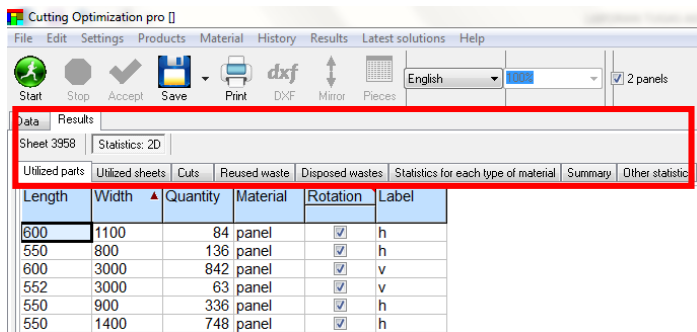 Cutting Optimization pro []
File Edit Settings Products Material History Results Latest solutions Help
dxf
English 100% 2 panels
Start Stop Accept Save Print DXF Mirror Pieces
Data Results
Sheet 3958 Statistics: 2D
Utilized parts Utilized sheets Cuts Reused waste Disposed wastes Statistics for each type of material Summary Other statistic
Length Width Quantity Material Rotation Label
600 1100 84 panel h
550 800 136 panel h
600 3000 842 panel v
552 3000 63 panel v
550 900 336 panel h
550 1400 748 panel h